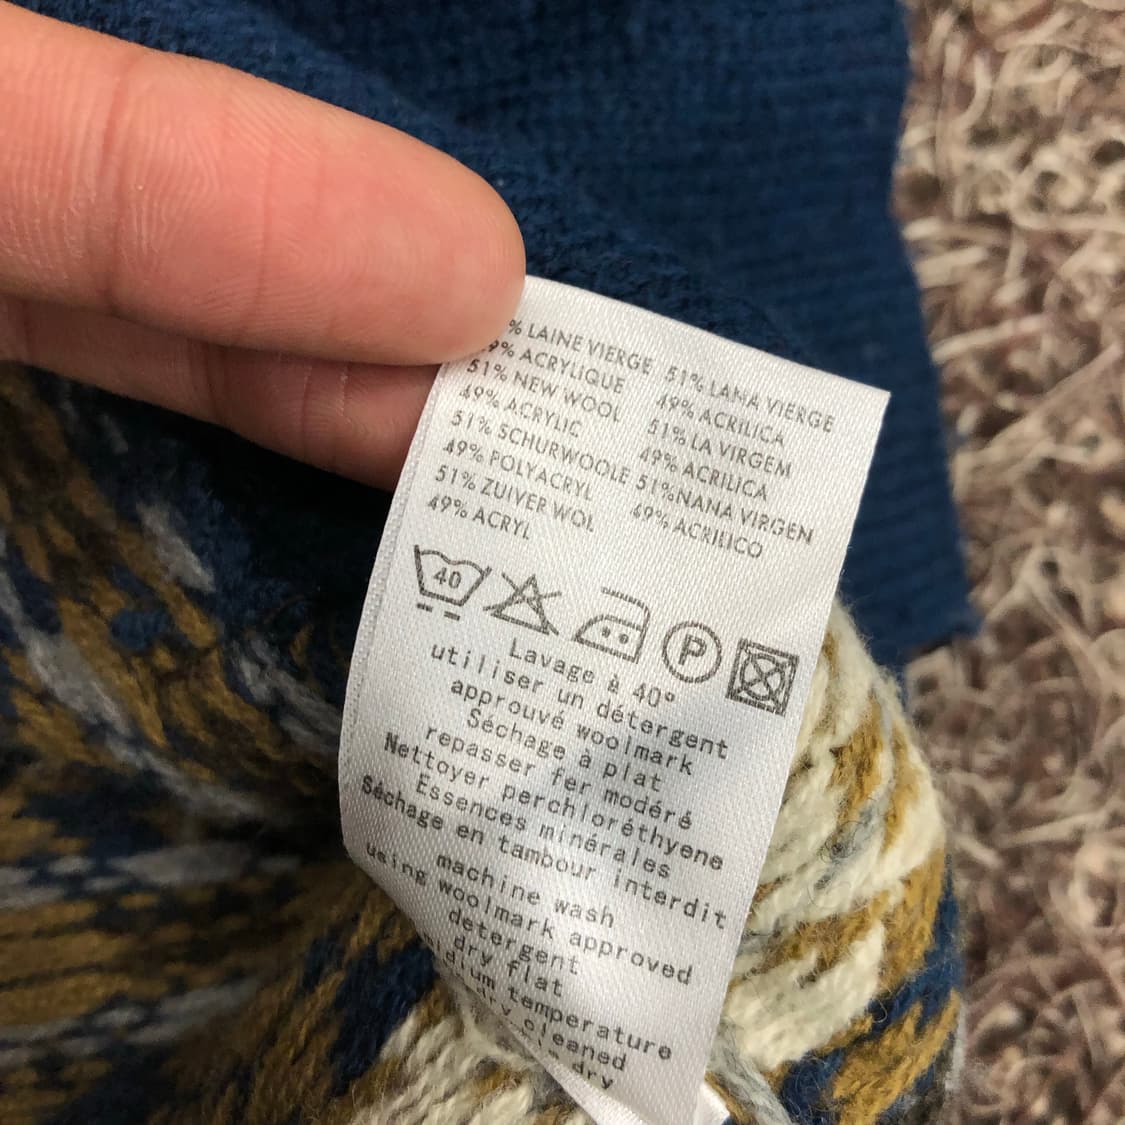 % LAINE VIERGE
9% ACRYLIQUE
51% NEW WOOL
49% ACRYLIC
51% SCHURWOOLE
49% POLYACRYL
51% ZUIVER WOL
49% ACRYL
51% LAMA VIERGE
49% ACRILICA
51% LA VIRGEM
49% ACRILICA
51%NANA VIRGEN
49% ACRILICO
40
P
Lavage à 40°
utiliser un détergent
approuvé woolmark
Séchage à plat
repasser fer modéré
Nettoyer perchloréthyene
Essences minérales
Séchage en tambour interdit
machine wash
using woolmark approved
detergent
dry flat
temperature
cleaned
dry